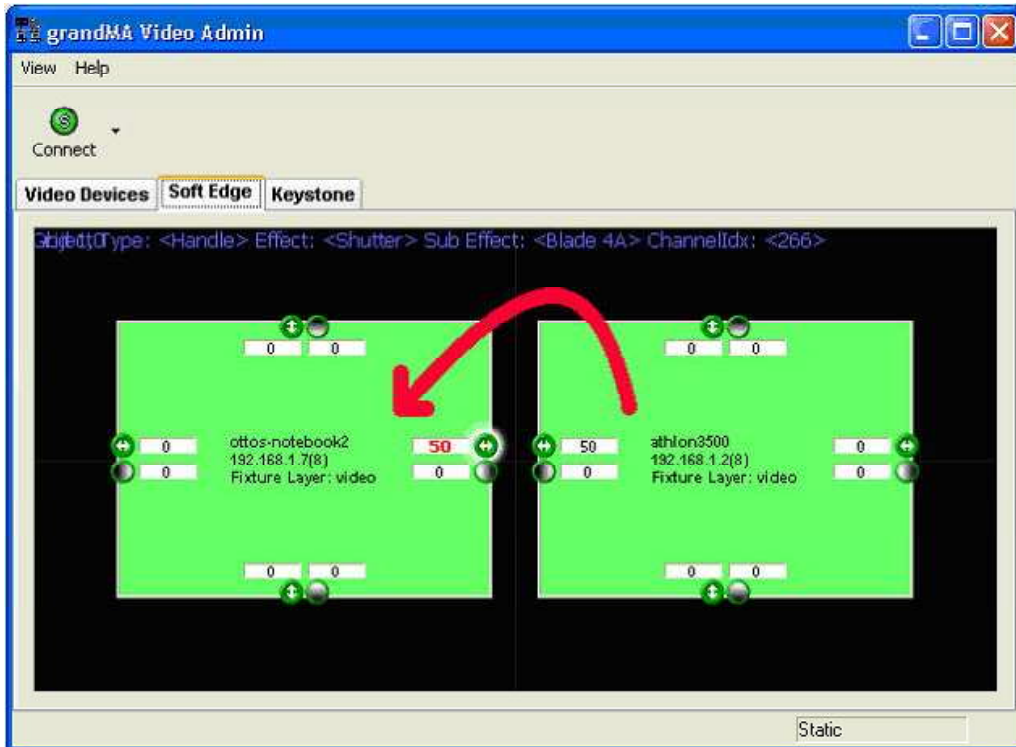 grandMA Video Admin
View Help
Connect
Video Devices Soft Edge Keystone
Type: <Handle> Effect: <Shutter> Sub Effect: <Blade 4A> ChannelIdx: <266>
0 0
0 0
0
ottos-notebook2
50
50
athlon3500
0
0
192.168.1.7(8)
0
0
192.168.1.2(8)
0
Fixture Layer: video
Fixture Layer: video
0 0
0 0
Static